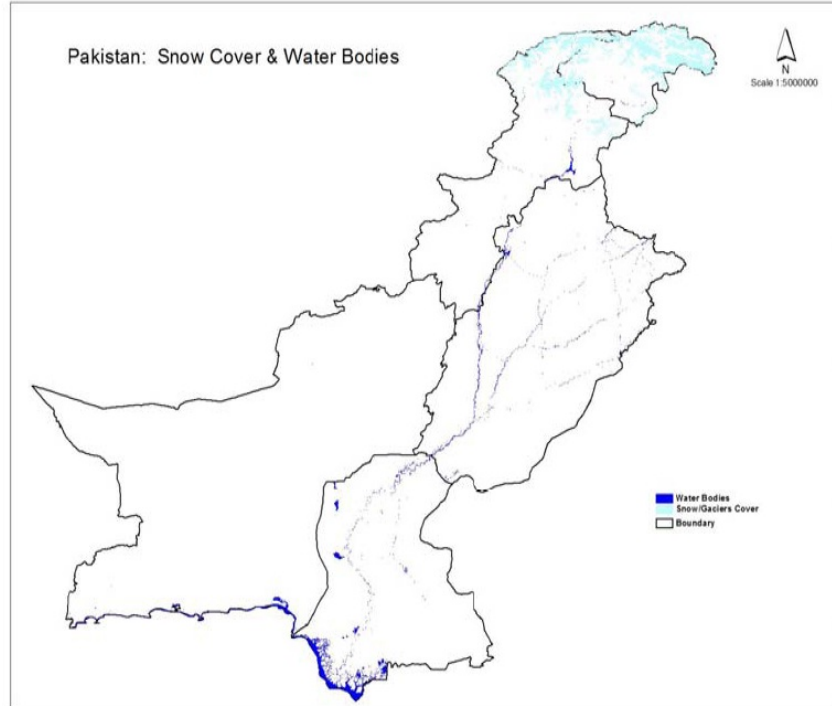 Pakistan: Snow Cover & Water Bodies
N
Scale 1:5000000
Water Bodies
Snow/Gaciers Cover
Boundary